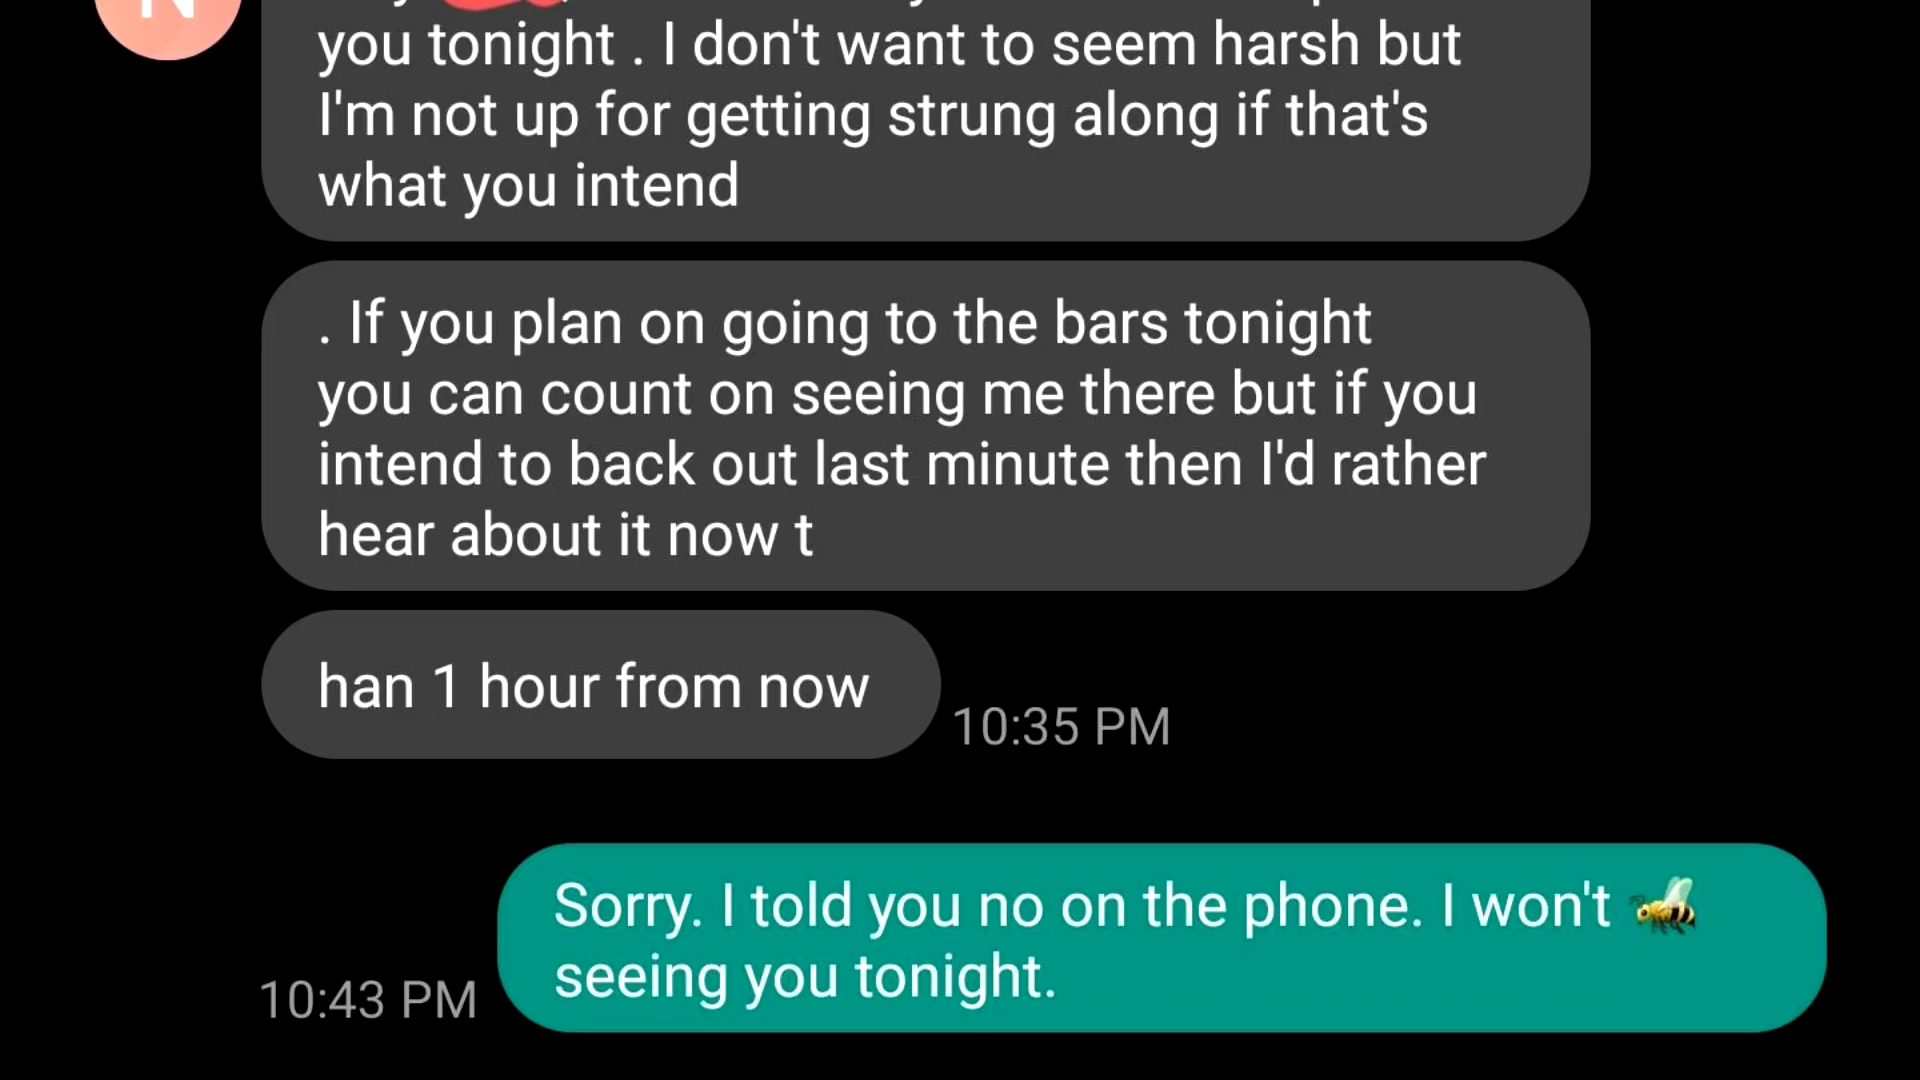 N
you tonight . I don't want to seem harsh but
I'm not up for getting strung along if that's
what you intend
. If you plan on going to the bars tonight
you can count on seeing me there but if you
intend to back out last minute then I'd rather
hear about it now t
han 1 hour from now
10:35 PM
Sorry. I told you no on the phone. I won't 🐝
seeing you tonight.
10:43 PM